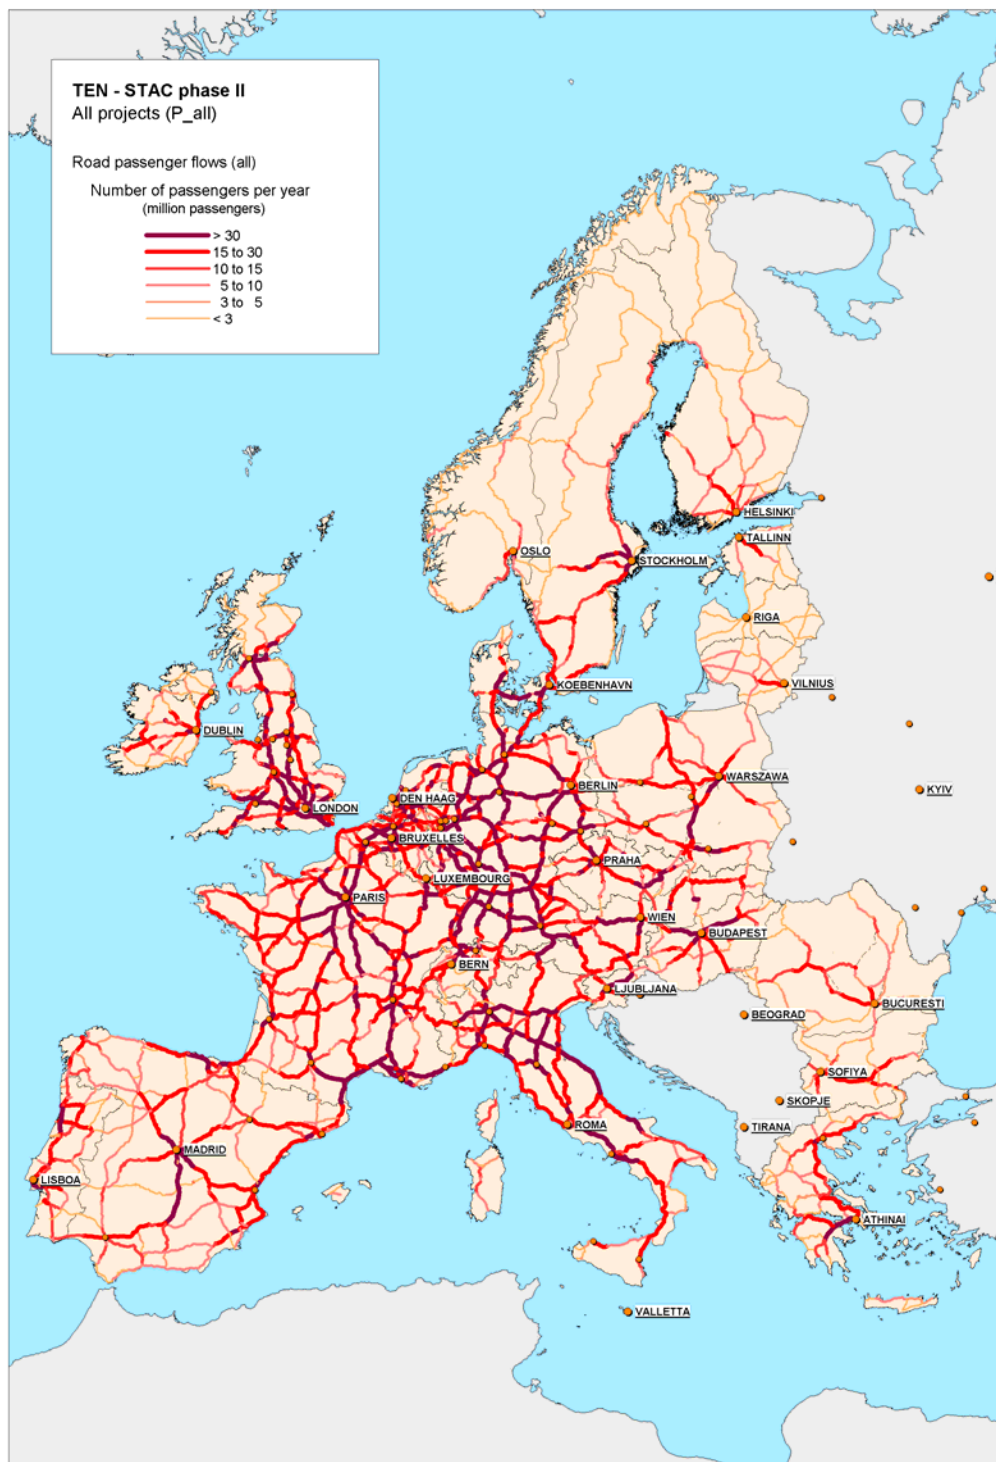 TEN - STAC phase II
All projects (P_all)
Road passenger flows (all)
Number of passengers per year
(million passengers)
> 30
15 to 30
10 to 15
5 to 10
3 to 5
< 3
HELSINKI
TALLINN
OSLO
STOCKHOLM
RIGA
KOEBENHAVN
VILNIUS
DUBLIN
WARSZAWA
BERLIN
KYIV
DEN HAAG
LONDON
BRUXELLES
PRAHA
LUXEMBOURG
PARIS
WIEN
BUDAPEST
BERN
LJUBLJANA
BUCURESTI
BEOGRAD
SOFIYA
SKOPJE
ROMA
TIRANA
MADRID
LISBOA
ATHINAI
VALLETTA